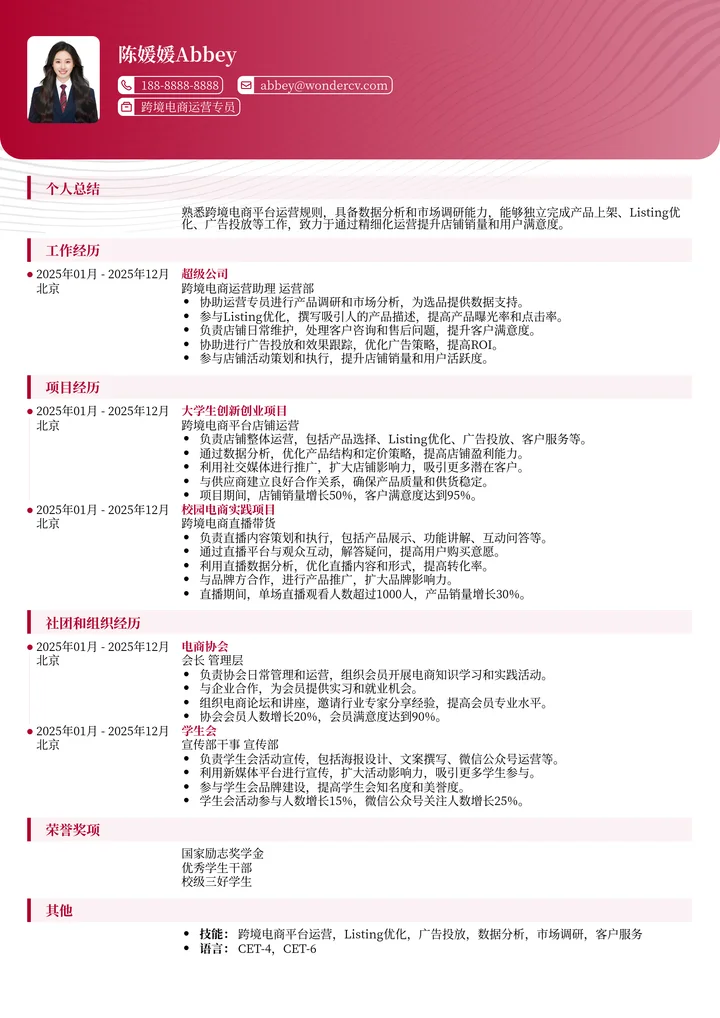 陈媛媛Abbey
188-8888-8888 abbey@wondercv.com
跨境电商运营专员
个人总结
熟悉跨境电商平台运营规则，具备数据分析和市场调研能力，能够独立完成产品上架、Listing优
化、广告投放等工作，致力于通过精细化运营提升店铺销量和用户满意度。
工作经历
2025年01月 - 2025年12月 超级公司
北京 跨境电商运营助理 运营部
• 协助运营专员进行产品调研和市场分析，为选品提供数据支持。
• 参与Listing优化，撰写吸引人的产品描述，提高产品曝光率和点击率。
• 负责店铺日常维护，处理客户咨询和售后问题，提升客户满意度。
• 协助进行广告投放和效果跟踪，优化广告策略，提高ROI。
• 参与店铺活动策划和执行，提升店铺销量和用户活跃度。
项目经历
2025年01月 - 2025年12月 大学生创新创业项目
北京 跨境电商平台店铺运营
• 负责店铺整体运营，包括产品选择、Listing优化、广告投放、客户服务等。
• 通过数据分析，优化产品结构和定价策略，提高店铺盈利能力。
• 利用社交媒体进行推广，扩大店铺影响力，吸引更多潜在客户。
• 与供应商建立良好合作关系，确保产品质量和供货稳定。
• 项目期间，店铺销量增长50%，客户满意度达到95%。
2025年01月 - 2025年12月 校园电商实践项目
北京 跨境电商直播带货
• 负责直播内容策划和执行，包括产品展示、功能讲解、互动问答等。
• 通过直播平台与观众互动，解答疑问，提高用户购买意愿。
• 利用直播数据分析，优化直播内容和形式，提高转化率。
• 与品牌方合作，进行产品推广，扩大品牌影响力。
• 直播期间，单场直播观看人数超过1000人，产品销量增长30%。
社团和组织经历
2025年01月 - 2025年12月 电商协会
北京 会长 管理层
• 负责协会日常管理和运营，组织会员开展电商知识学习和实践活动。
• 与企业合作，为会员提供实习和就业机会。
• 组织电商论坛和讲座，邀请行业专家分享经验，提高会员专业水平。
• 协会会员人数增长20%，会员满意度达到90%。
2025年01月 - 2025年12月 学生会
北京 宣传部干事 宣传部
• 负责学生会活动宣传，包括海报设计、文案撰写、微信公众号运营等。
• 利用新媒体平台进行宣传，扩大活动影响力，吸引更多学生参与。
• 参与学生会品牌建设，提高学生会知名度和美誉度。
• 学生会活动参与人数增长15%，微信公众号关注人数增长25%。
荣誉奖项
国家励志奖学金
优秀学生干部
校级三好学生
其他
• 技能： 跨境电商平台运营，Listing优化，广告投放，数据分析，市场调研，客户服务
• 语言： CET-4，CET-6